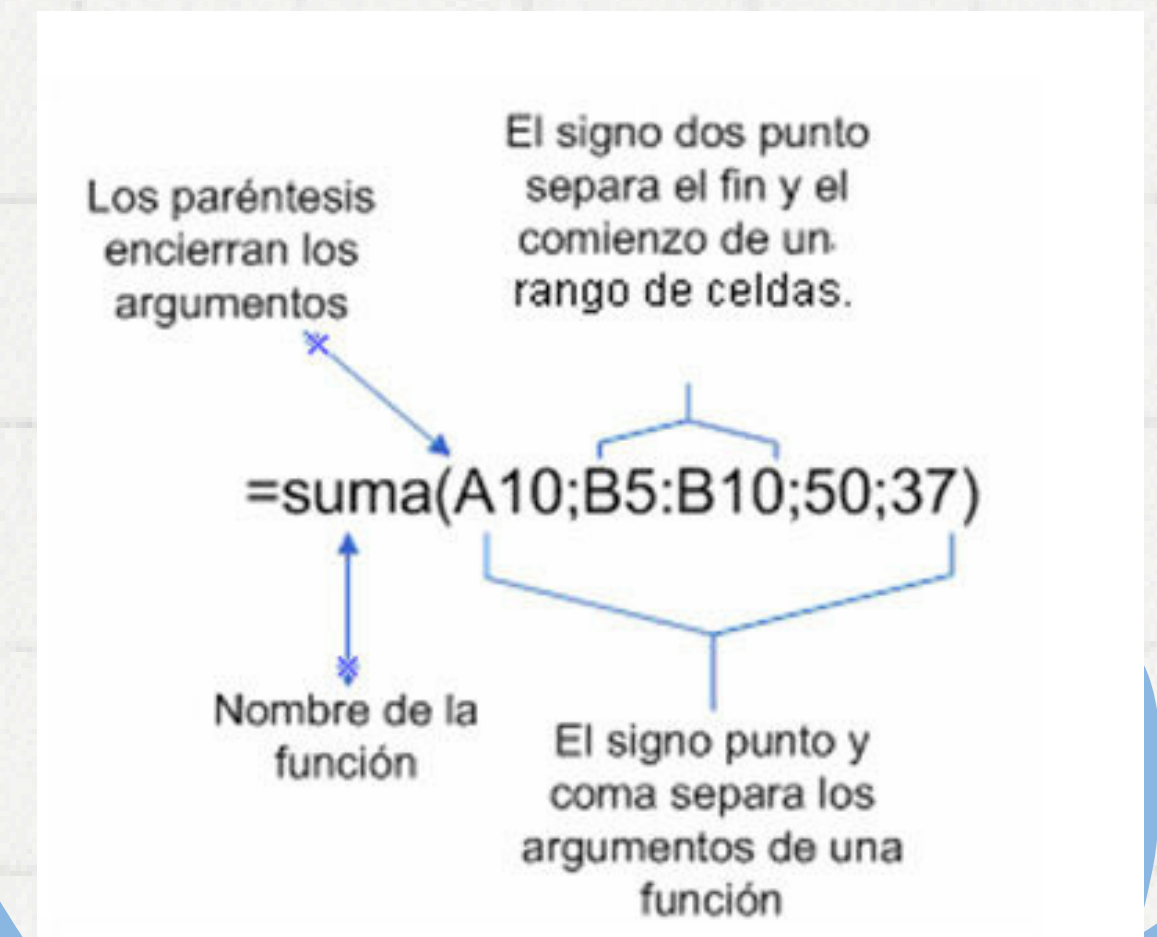 Los paréntesis
encierran los
argumentos
El signo dos punto
separa el fin y el
comienzo de un
rango de celdas.
=suma(A10;B5:B10;50;37)
Nombre de la
función
El signo punto y
coma separa los
argumentos de una
función